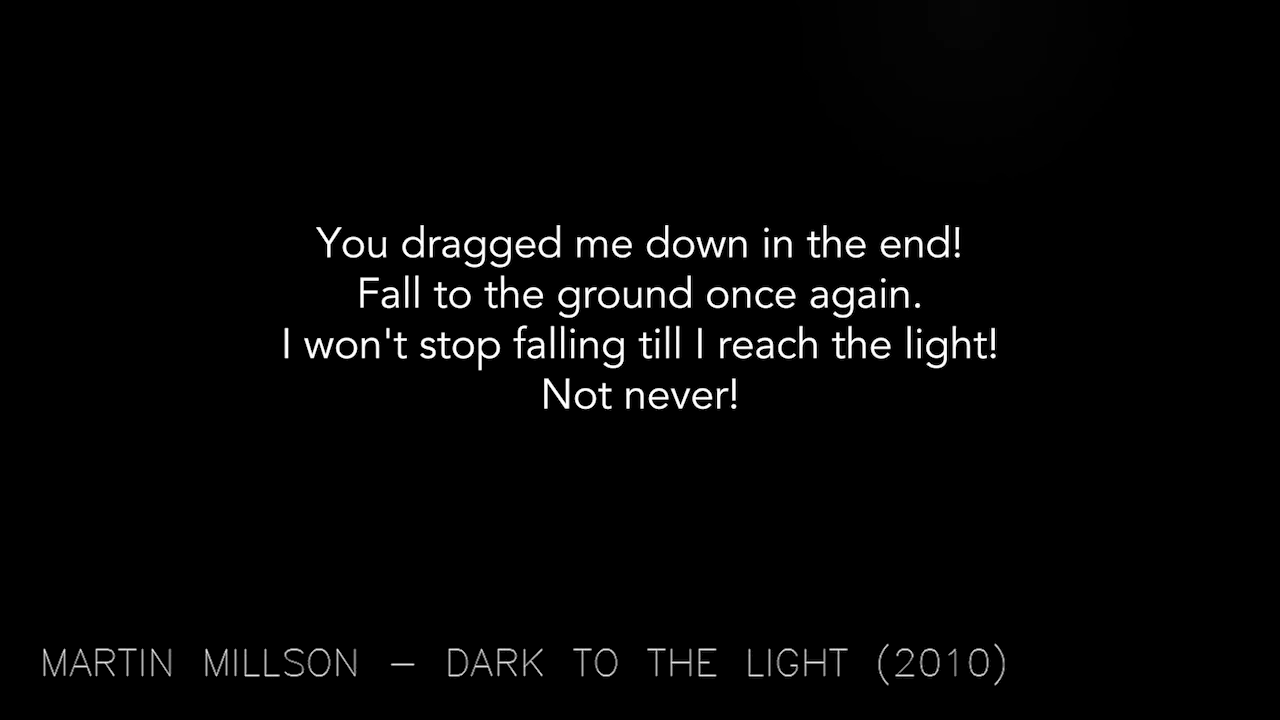 You dragged me down in the end!
Fall to the ground once again.
I won't stop falling till I reach the light!
Not never!
MARTIN MILLSON – DARK TO THE LIGHT (2010)